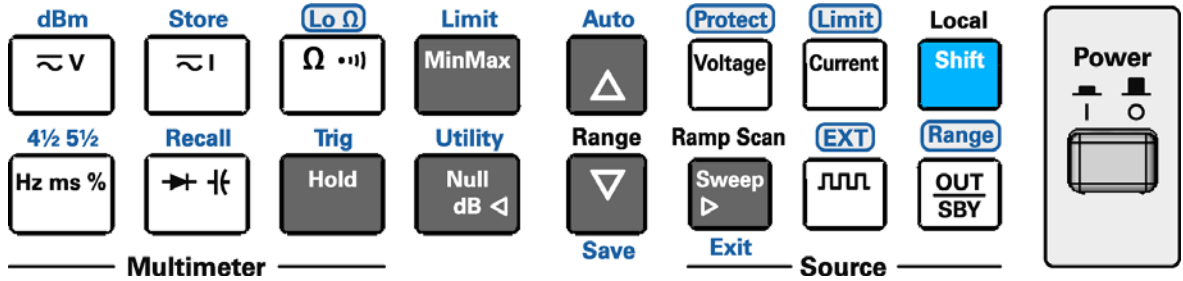 dBm Store Lo Ω Limit Auto Protect Limit Local
V I Ω MinMax Voltage Current Shift Power
I O
4½ 5½ Recall Trig Utility Range Ramp Scan EXT Range
Hz ms % Hold Null Sweep OUT
dB SBY
Save Exit
Multimeter Source